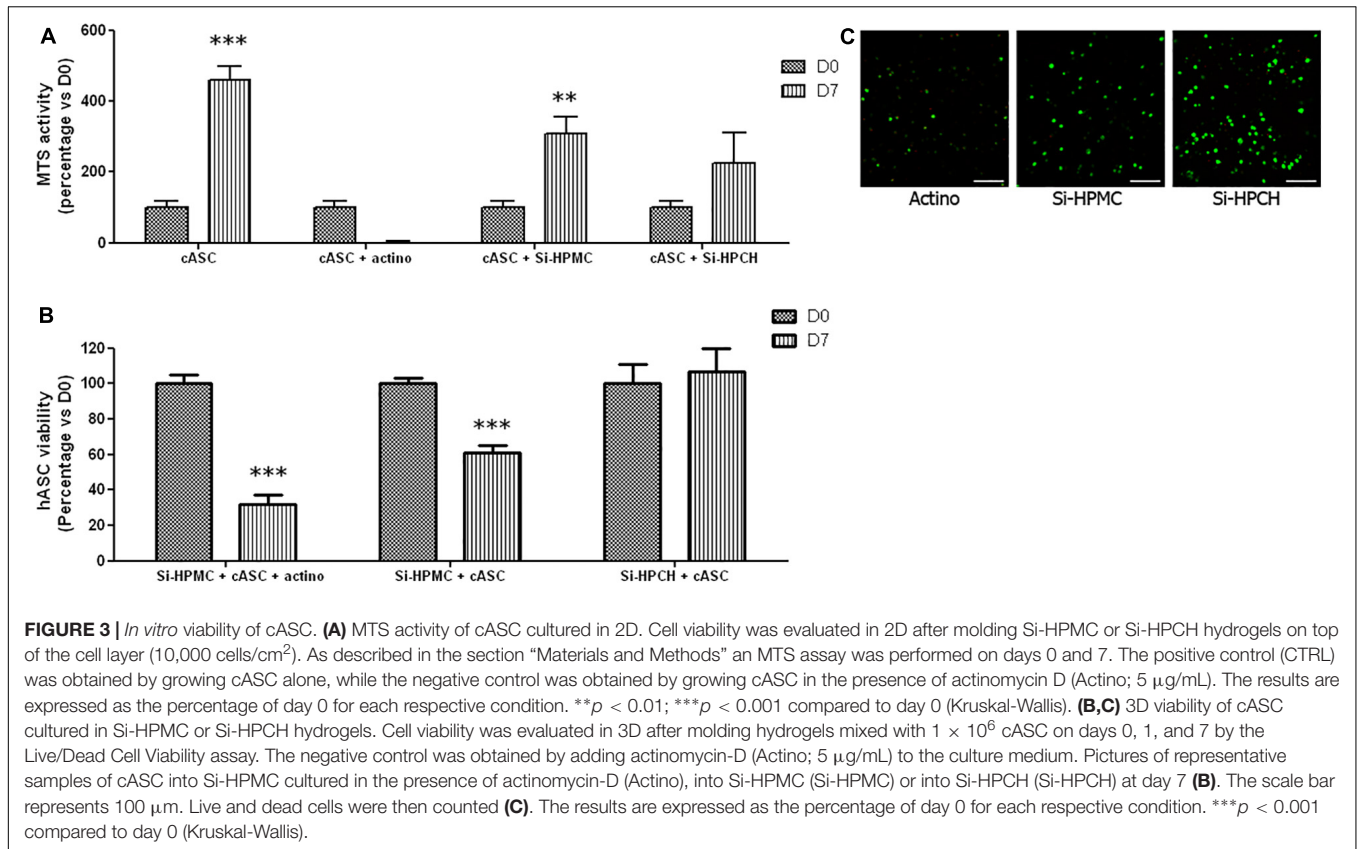 A
600
400
200
0
MTS activity
(percentage vs D0)
***
**
D0
D7
cASC
cASC + actino
cASC + Si-HPMC
cASC + Si-HPCH
C
Actino
Si-HPMC
Si-HPCH
B
120
100
80
60
40
20
0
hASC viability
(Percentage vs D0)
***
***
D0
D7
Si-HPMC + cASC + actino
Si-HPMC + cASC
Si-HPCH + cASC
FIGURE 3 | In vitro viability of cASC. (A) MTS activity of cASC cultured in 2D. Cell viability was evaluated in 2D after molding Si-HPMC or Si-HPCH hydrogels on top
of the cell layer (10,000 cells/cm²). As described in the section “Materials and Methods” an MTS assay was performed on days 0 and 7. The positive control (CTRL)
was obtained by growing cASC alone, while the negative control was obtained by growing cASC in the presence of actinomycin D (Actino; 5 μg/mL). The results are
expressed as the percentage of day 0 for each respective condition. **p < 0.01; ***p < 0.001 compared to day 0 (Kruskal-Wallis). (B,C) 3D viability of cASC
cultured in Si-HPMC or Si-HPCH hydrogels. Cell viability was evaluated in 3D after molding hydrogels mixed with 1 × 10⁶ cASC on days 0, 1, and 7 by the
Live/Dead Cell Viability assay. The negative control was obtained by adding actinomycin-D (Actino; 5 μg/mL) to the culture medium. Pictures of representative
samples of cASC into Si-HPMC cultured in the presence of actinomycin-D (Actino), into Si-HPMC (Si-HPMC) or into Si-HPCH (Si-HPCH) at day 7 (B). The scale bar
represents 100 μm. Live and dead cells were then counted (C). The results are expressed as the percentage of day 0 for each respective condition. ***p < 0.001
compared to day 0 (Kruskal-Wallis).